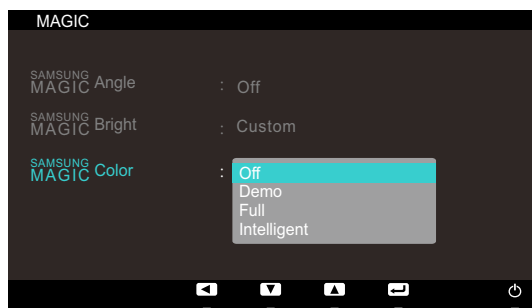 MAGIC
SAMSUNG MAGIC Angle : Off
SAMSUNG MAGIC Bright : Custom
SAMSUNG MAGIC Color : Off
Demo
Full
Intelligent